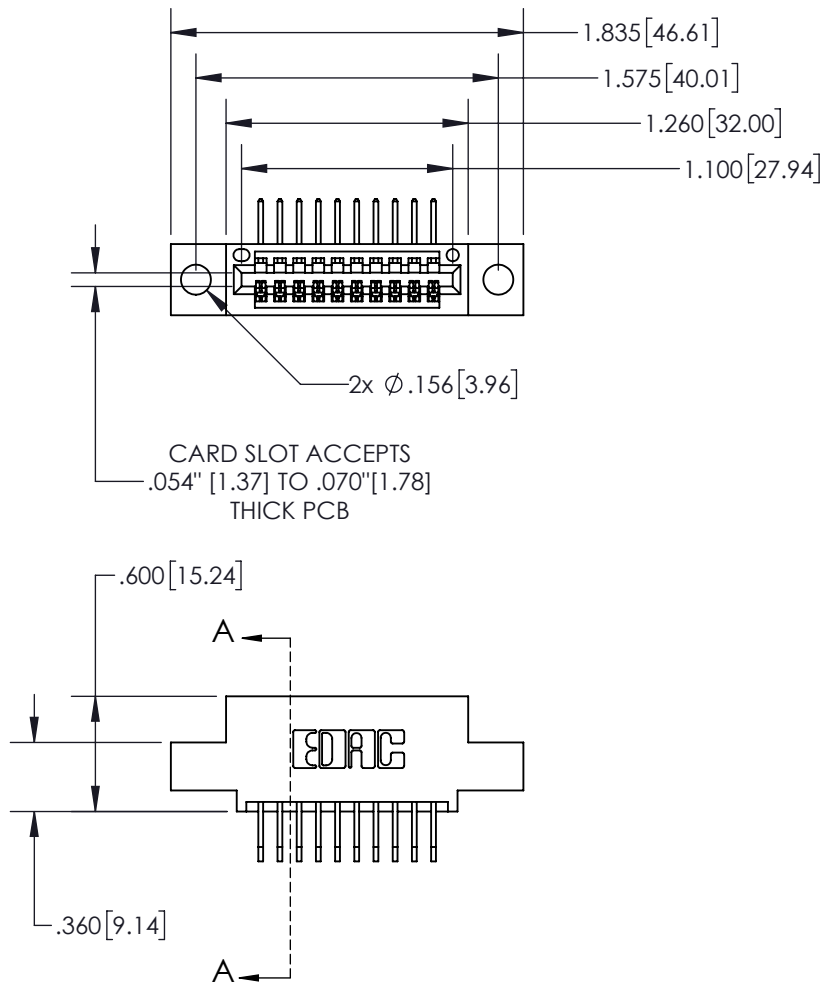 1.835[46.61]
1.575[40.01]
1.260[32.00]
1.100[27.94]
2x Ø.156[3.96]
CARD SLOT ACCEPTS
.054" [1.37] TO .070"[1.78]
THICK PCB
.600[15.24]
A
EDAC
.360[9.14]
A